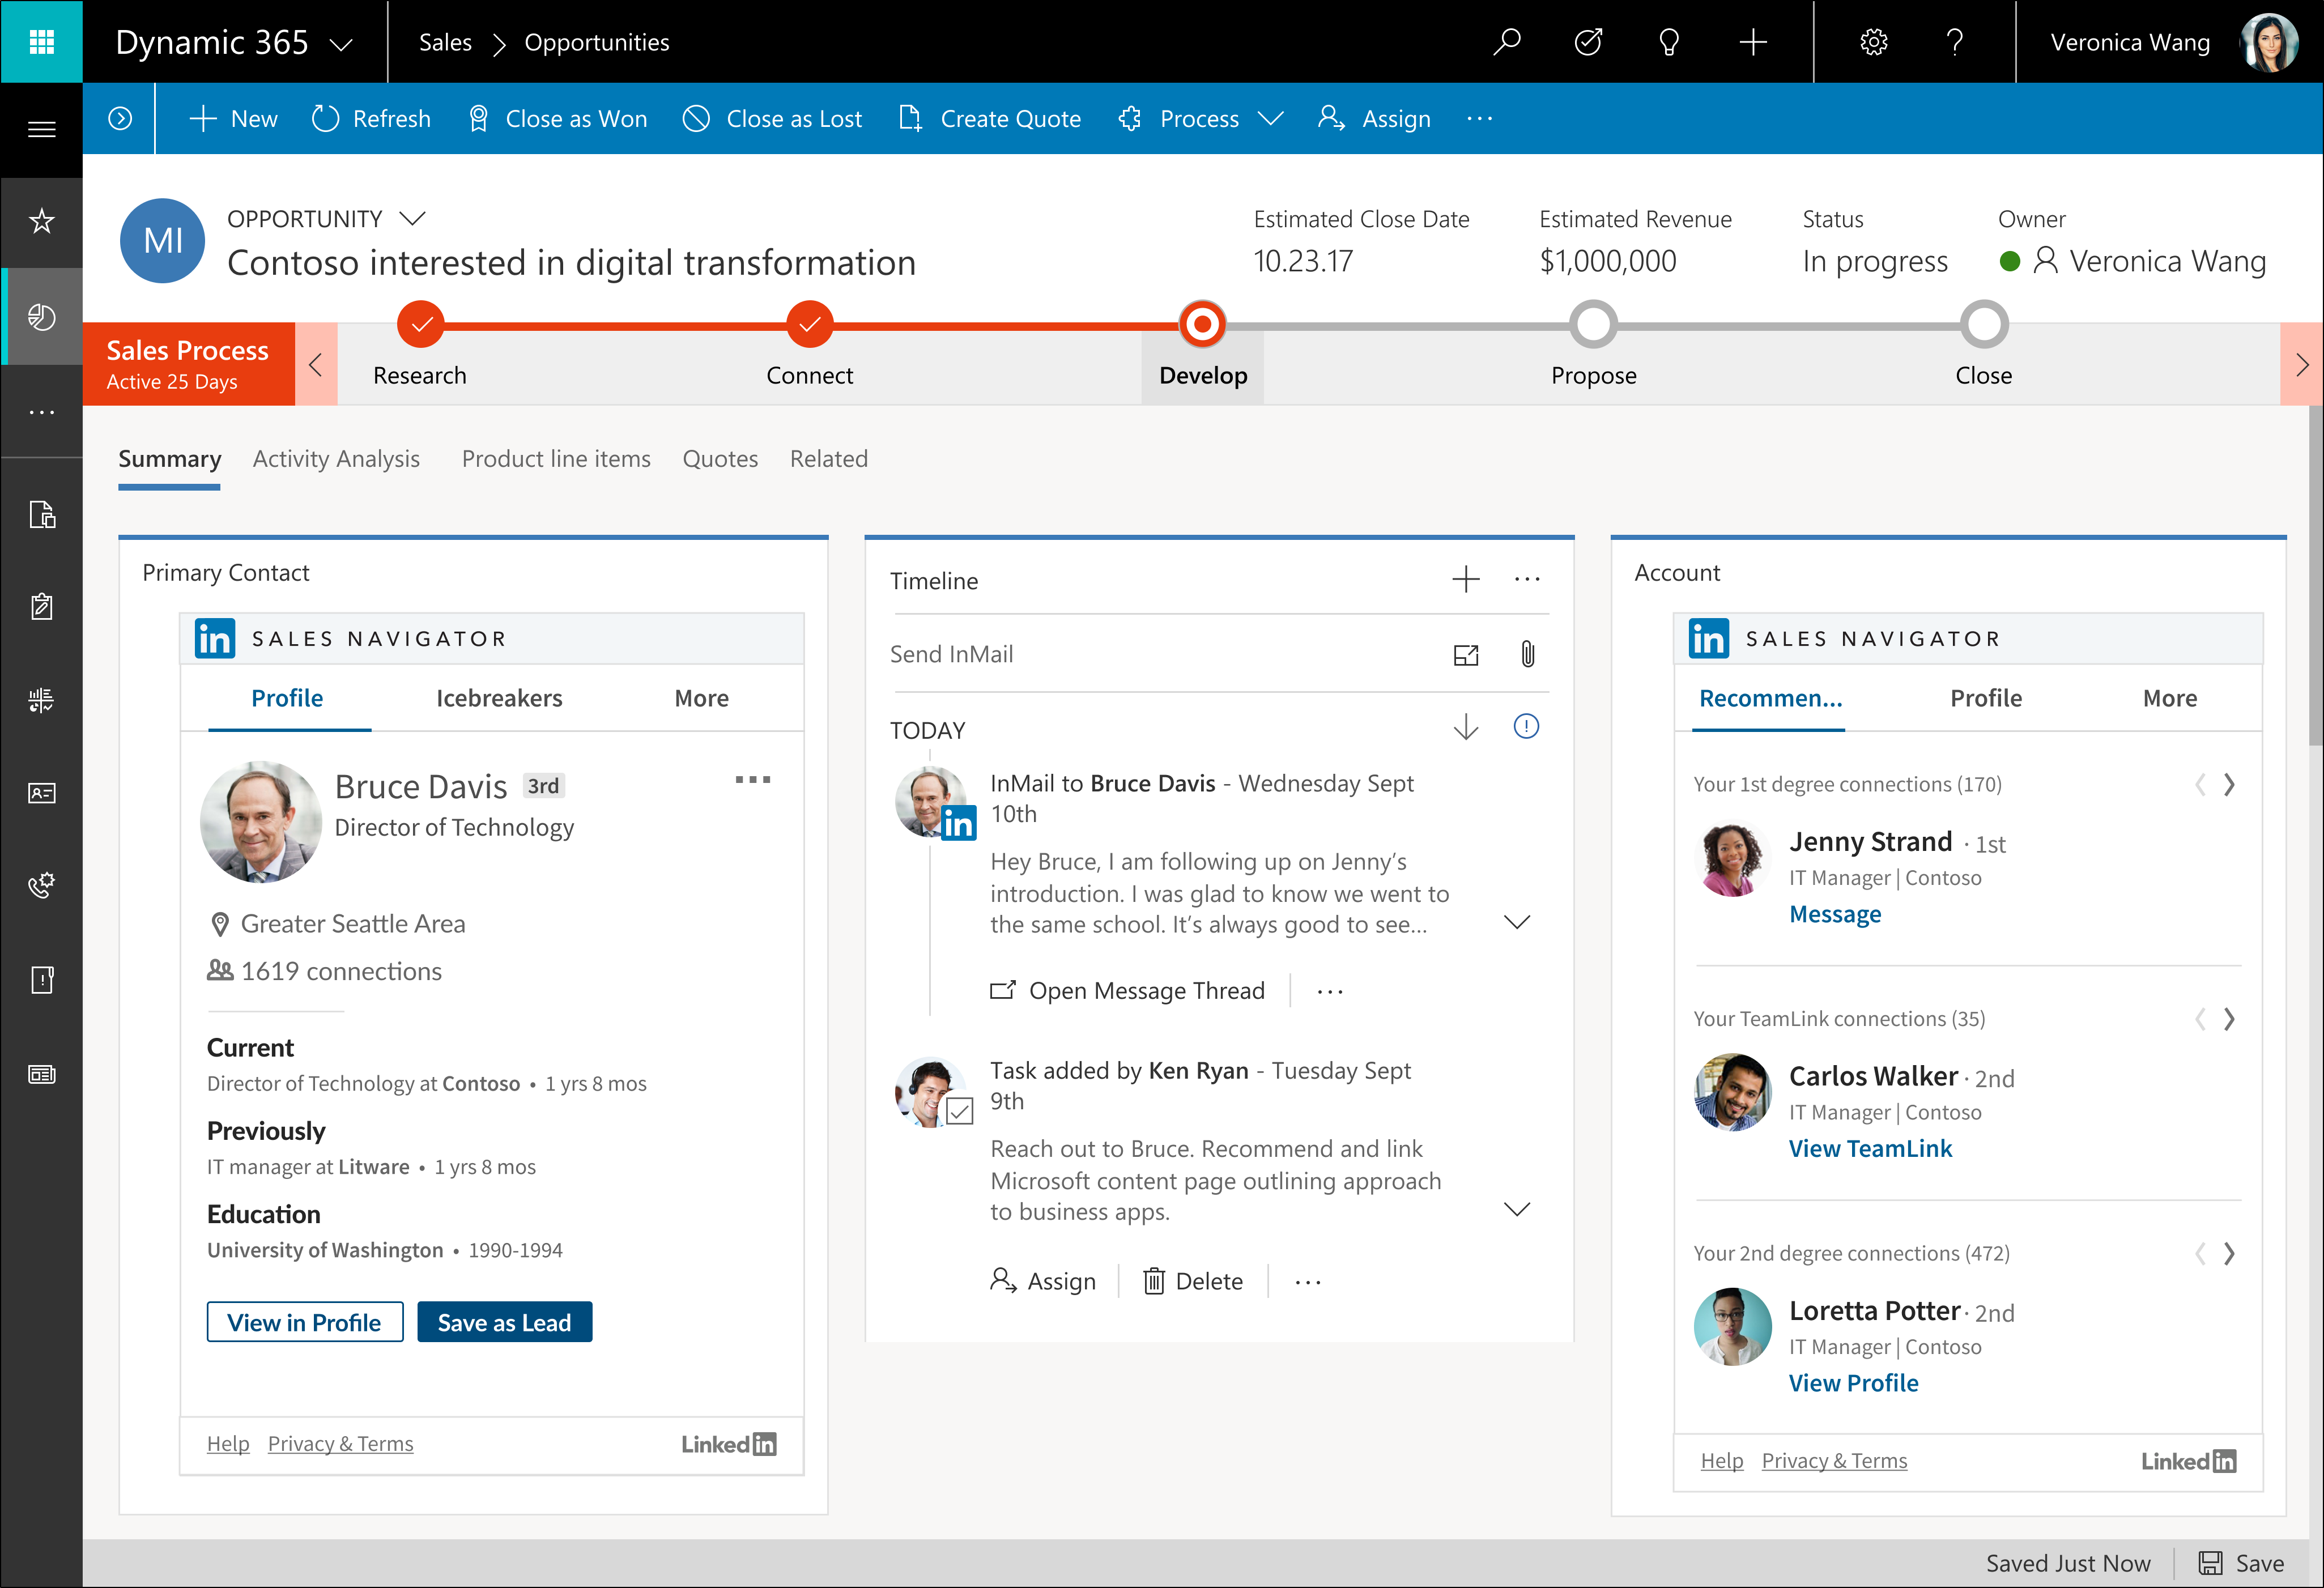 Dynamic 365
Sales
Opportunities
Veronica Wang
New
Refresh
Close as Won
Close as Lost
Create Quote
Process
Assign
MI
OPPORTUNITY
Contoso interested in digital transformation
Estimated Close Date
10.23.17
Estimated Revenue
$1,000,000
Status
In progress
Owner
Veronica Wang
Sales Process
Active 25 Days
Research
Connect
Develop
Propose
Close
Summary
Activity Analysis
Product line items
Quotes
Related
Primary Contact
in SALES NAVIGATOR
Profile
Icebreakers
More
Bruce Davis 3rd
Director of Technology
Greater Seattle Area
1619 connections
Current
Director of Technology at Contoso • 1 yrs 8 mos
Previously
IT manager at Litware • 1 yrs 8 mos
Education
University of Washington • 1990-1994
View in Profile
Save as Lead
Help
Privacy & Terms
Linked in
Timeline
Send InMail
TODAY
in
InMail to Bruce Davis - Wednesday Sept
10th
Hey Bruce, I am following up on Jenny’s
introduction. I was glad to know we went to
the same school. It’s always good to see...
Open Message Thread
Task added by Ken Ryan - Tuesday Sept
9th
Reach out to Bruce. Recommend and link
Microsoft content page outlining approach
to business apps.
Assign
Delete
Account
in SALES NAVIGATOR
Recommen...
Profile
More
Your 1st degree connections (170)
Jenny Strand · 1st
IT Manager | Contoso
Message
Your TeamLink connections (35)
Carlos Walker · 2nd
IT Manager | Contoso
View TeamLink
Your 2nd degree connections (472)
Loretta Potter · 2nd
IT Manager | Contoso
View Profile
Help
Privacy & Terms
Linked in
Saved Just Now
Save